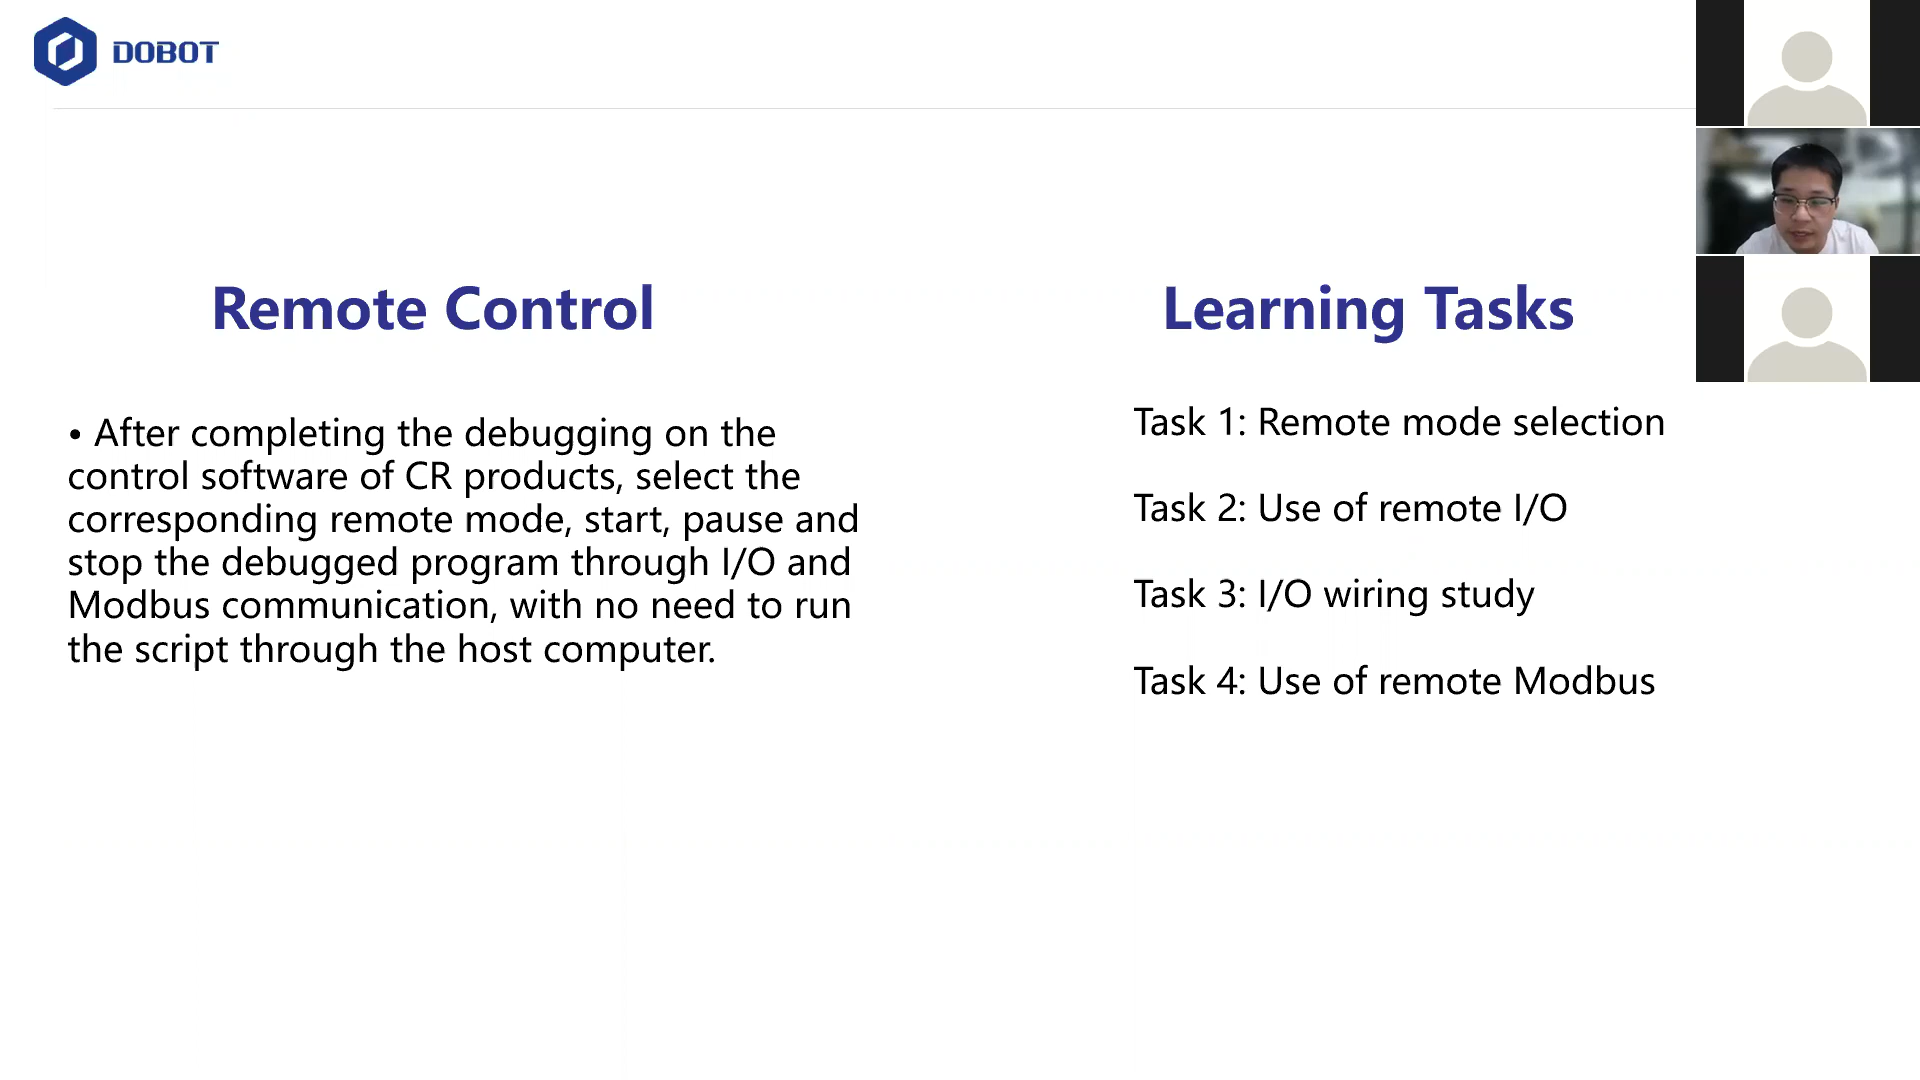 DOBOT
Remote Control
• After completing the debugging on the
control software of CR products, select the
corresponding remote mode, start, pause and
stop the debugged program through I/O and
Modbus communication, with no need to run
the script through the host computer.
Learning Tasks
Task 1: Remote mode selection
Task 2: Use of remote I/O
Task 3: I/O wiring study
Task 4: Use of remote Modbus